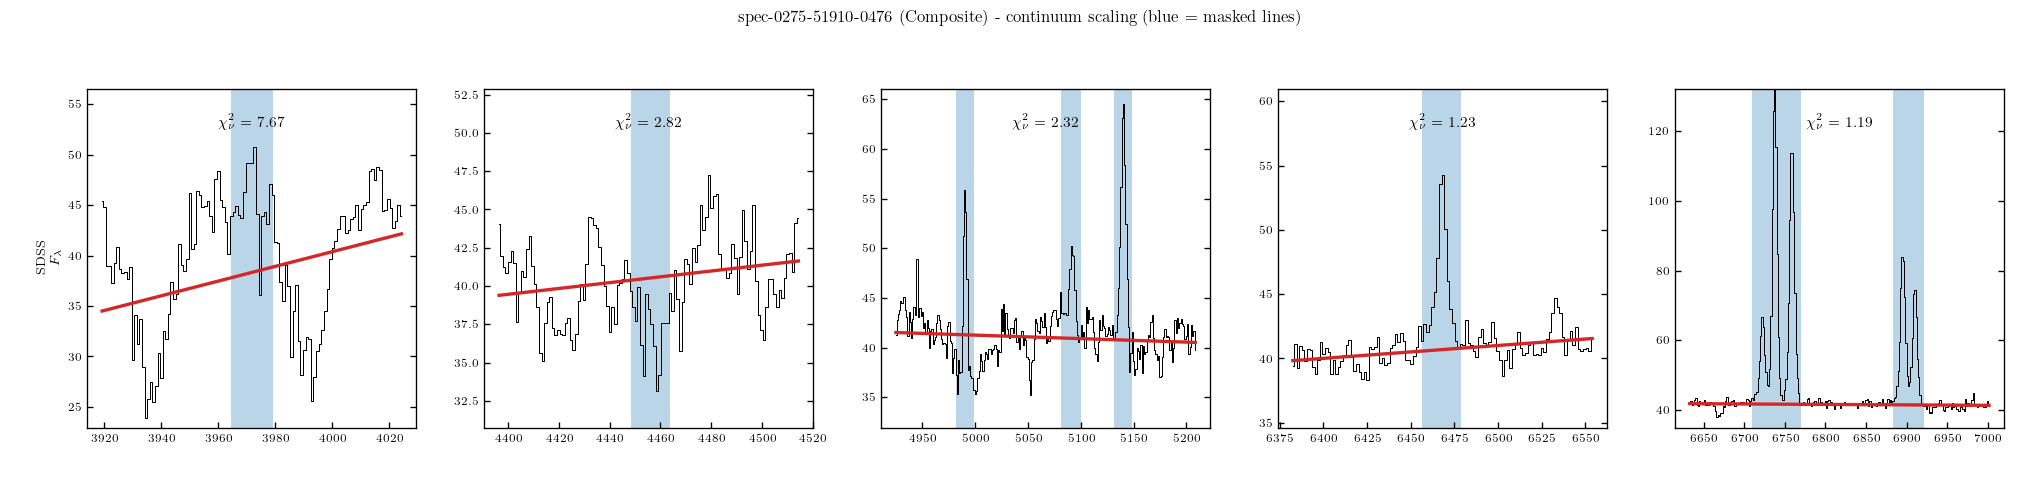 spec-0275-51910-0476 (Composite) - continuum scaling (blue = masked lines)
SDSS
F_λ
χ²_ν = 7.67
55
50
45
40
35
30
25
3920 3940 3960 3980 4000 4020
χ²_ν = 2.82
52.5
50.0
47.5
45.0
42.5
40.0
37.5
35.0
32.5
4400 4420 4440 4460 4480 4500 4520
χ²_ν = 2.32
65
60
55
50
45
40
35
4950 5000 5050 5100 5150 5200
χ²_ν = 1.23
60
55
50
45
40
35
6375 6400 6425 6450 6475 6500 6525 6550
χ²_ν = 1.19
120
100
80
60
40
6650 6700 6750 6800 6850 6900 6950 7000